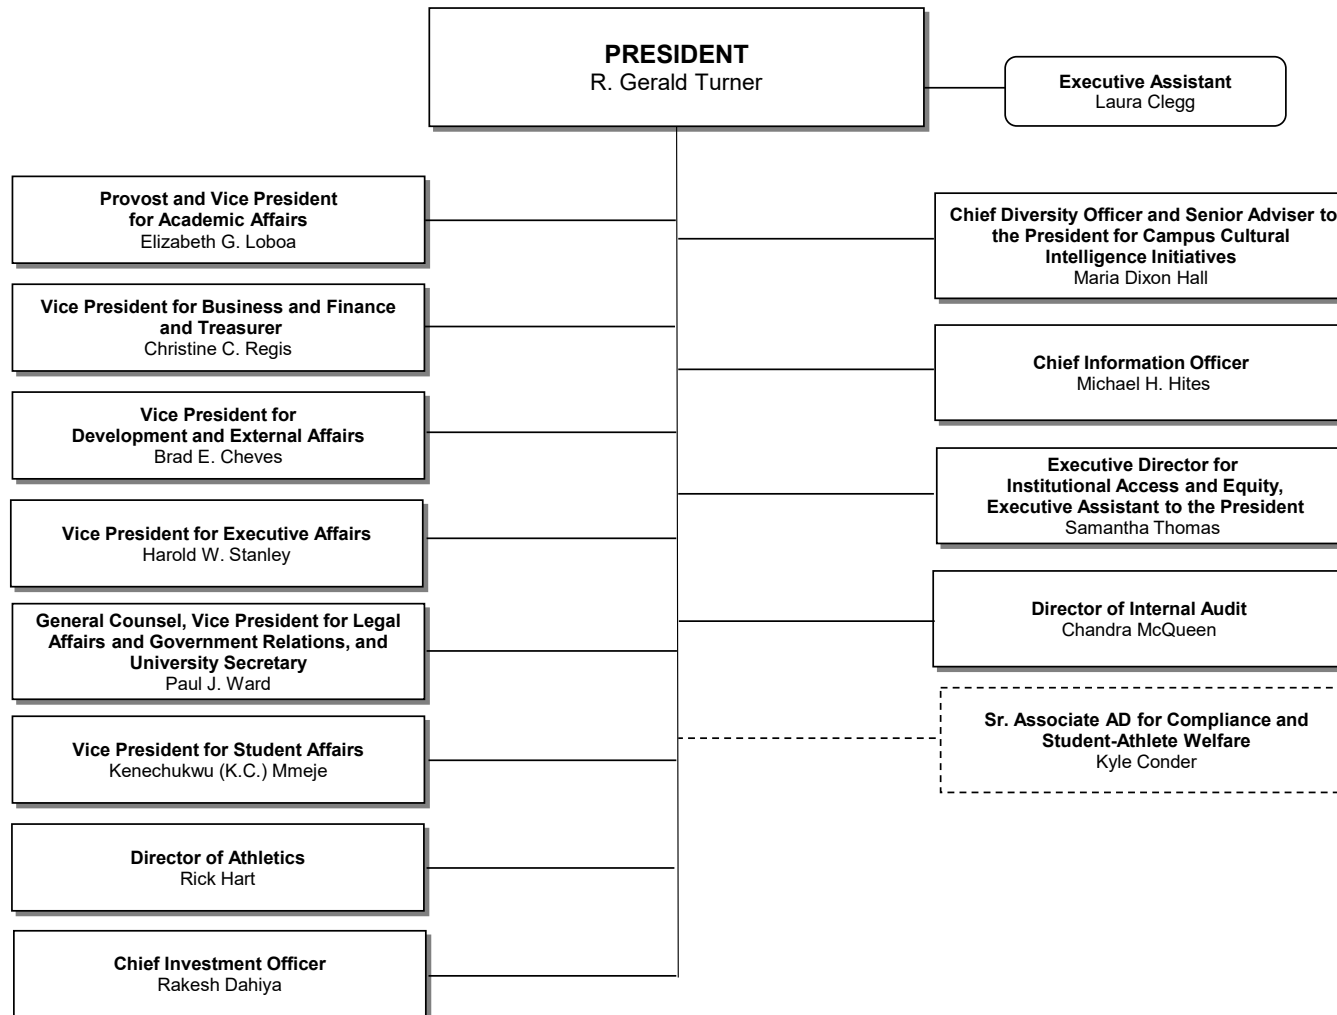 PRESIDENT
R. Gerald Turner
Executive Assistant
Laura Clegg
Provost and Vice President
for Academic Affairs
Elizabeth G. Loboa
Vice President for Business and Finance
and Treasurer
Christine C. Regis
Vice President for
Development and External Affairs
Brad E. Cheves
Vice President for Executive Affairs
Harold W. Stanley
General Counsel, Vice President for Legal
Affairs and Government Relations, and
University Secretary
Paul J. Ward
Vice President for Student Affairs
Kenechukwu (K.C.) Mmeje
Director of Athletics
Rick Hart
Chief Investment Officer
Rakesh Dahiya
Chief Diversity Officer and Senior Adviser to
the President for Campus Cultural
Intelligence Initiatives
Maria Dixon Hall
Chief Information Officer
Michael H. Hites
Executive Director for
Institutional Access and Equity,
Executive Assistant to the President
Samantha Thomas
Director of Internal Audit
Chandra McQueen
Sr. Associate AD for Compliance and
Student-Athlete Welfare
Kyle Conder